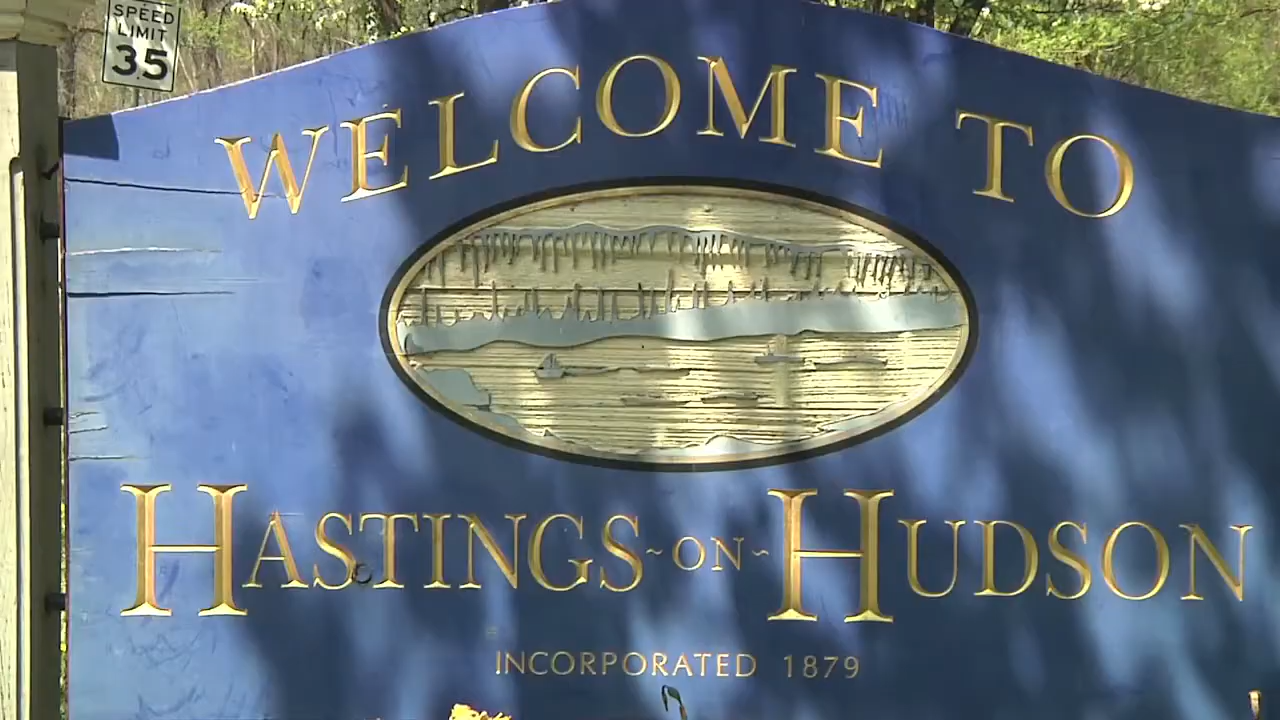 SPEED
LIMIT
35
WELCOME TO
HASTINGS~ON~HUDSON
INCORPORATED 1879